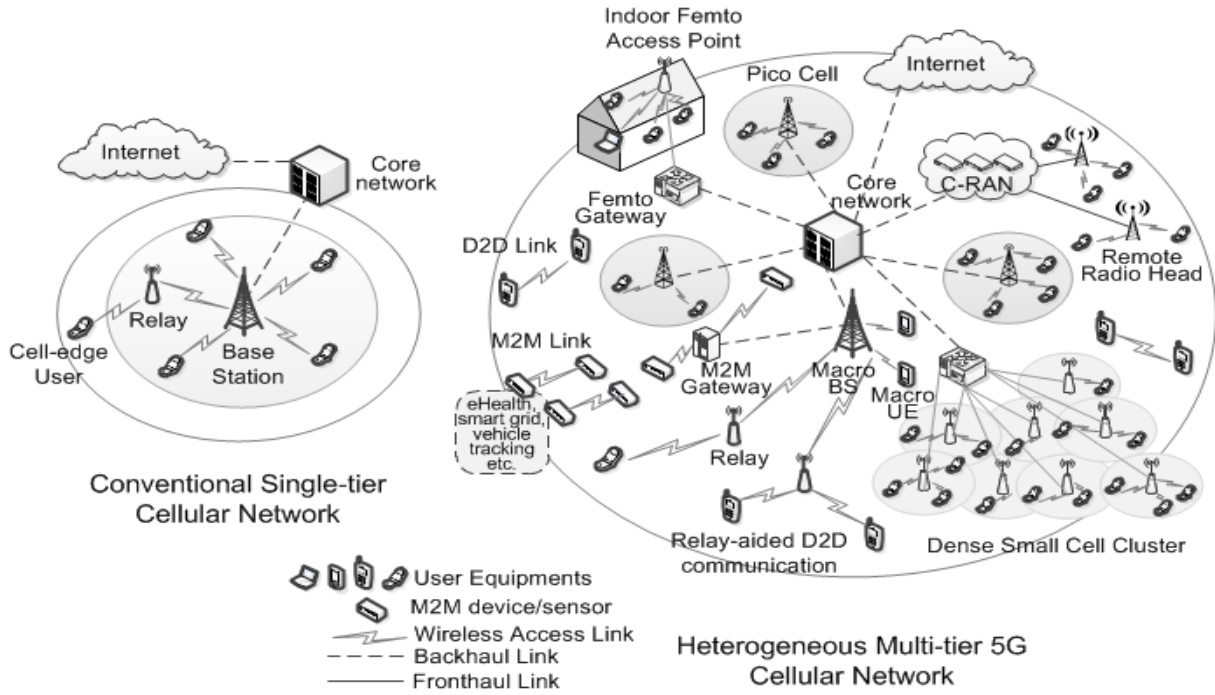 Internet
Core
network
Relay
Base
Station
Cell-edge
User
Conventional Single-tier
Cellular Network
Indoor Femto
Access Point
Pico Cell
Internet
C-RAN
Core
network
Femto
Gateway
D2D Link
Remote
Radio Head
M2M Link
M2M
Gateway
Macro
BS
Macro
UE
eHealth,
smart grid,
vehicle
tracking
etc.
Relay
Relay-aided D2D
communication
Dense Small Cell Cluster
User Equipments
M2M device/sensor
Wireless Access Link
Backhaul Link
Fronthaul Link
Heterogeneous Multi-tier 5G
Cellular Network